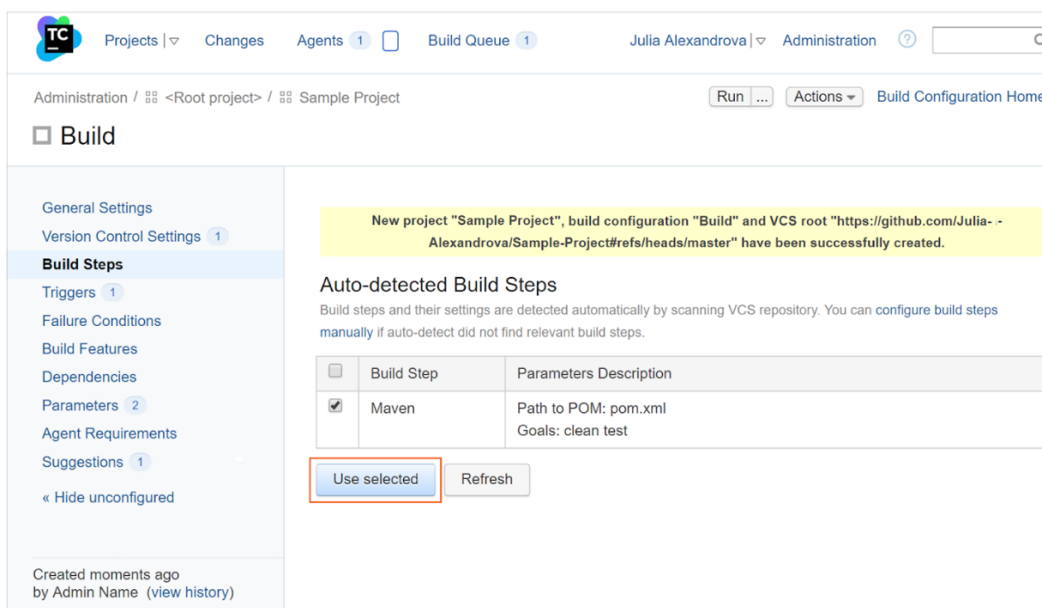 TC
Projects
Changes
Agents 1
Build Queue 1
Julia Alexandrova
Administration
?
Administration / <Root project> / Sample Project
Run ...
Actions
Build Configuration Home
Build
General Settings
Version Control Settings 1
Build Steps
Triggers 1
Failure Conditions
Build Features
Dependencies
Parameters 2
Agent Requirements
Suggestions 1
« Hide unconfigured
Created moments ago
by Admin Name (view history)
New project "Sample Project", build configuration "Build" and VCS root "https://github.com/Julia-
Alexandrova/Sample-Project#refs/heads/master" have been successfully created.
Auto-detected Build Steps
Build steps and their settings are detected automatically by scanning VCS repository. You can configure build steps
manually if auto-detect did not find relevant build steps.
Build Step
Parameters Description
Maven
Path to POM: pom.xml
Goals: clean test
Use selected
Refresh